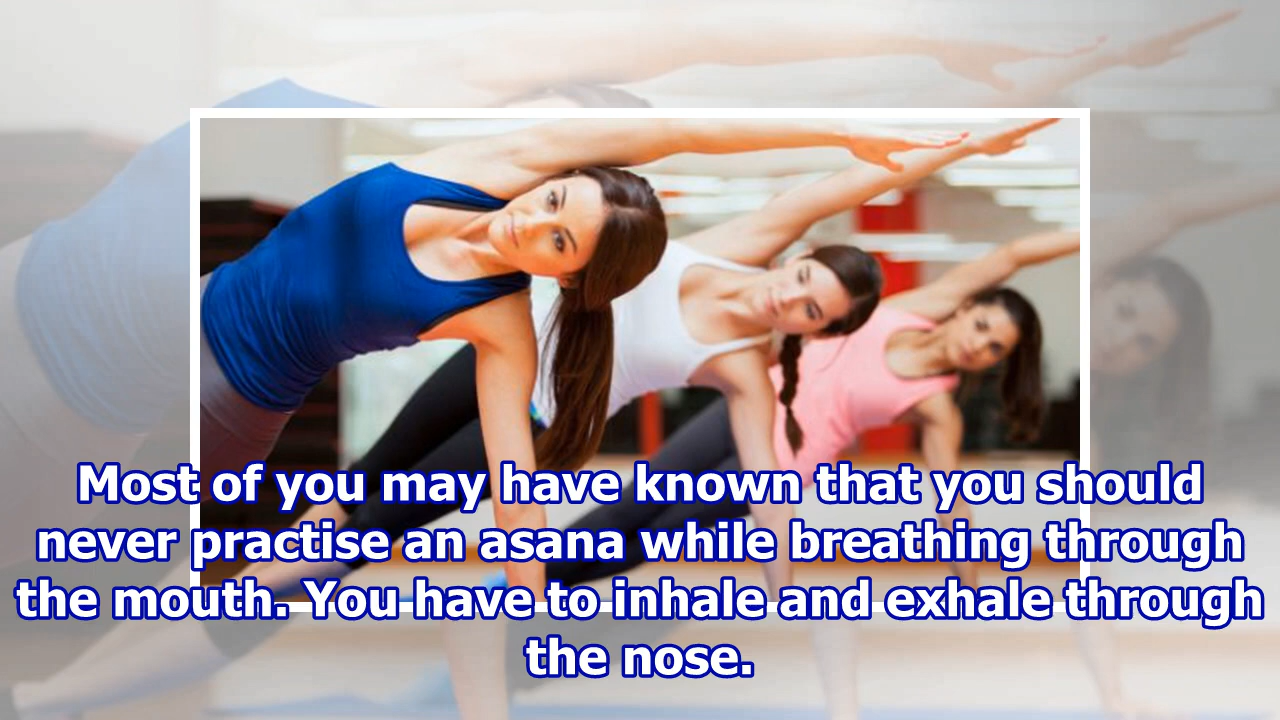 Most of you may have known that you should
never practise an asana while breathing through
the mouth. You have to inhale and exhale through
the nose.